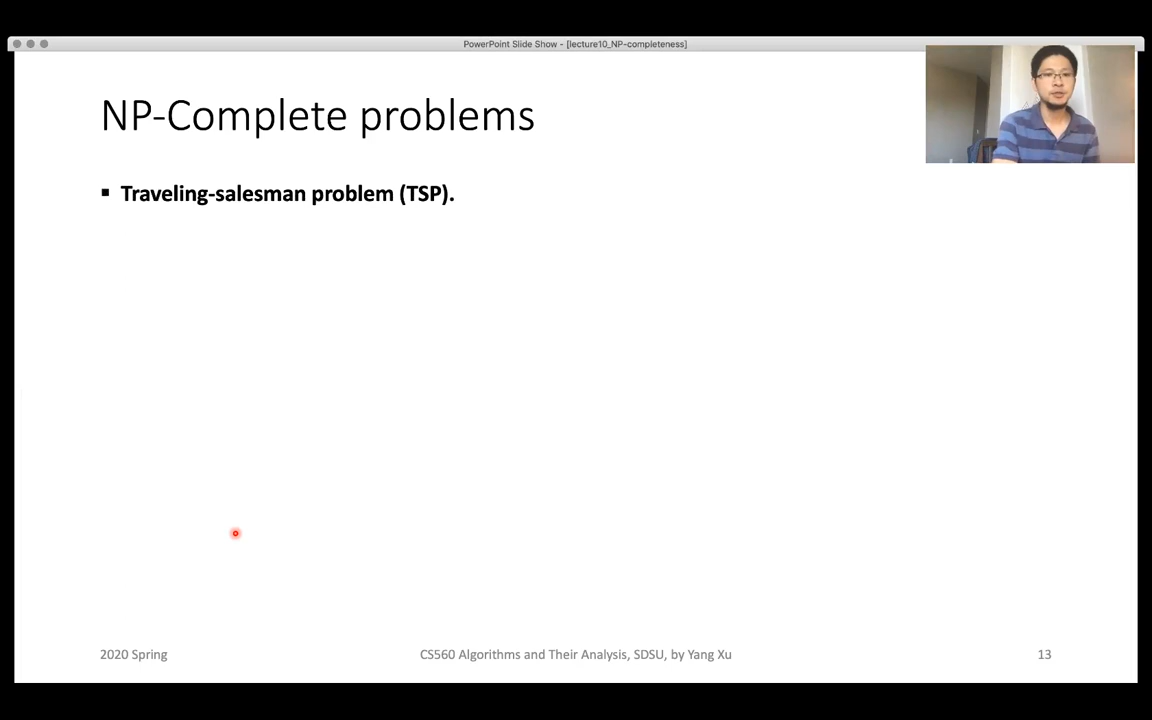 PowerPoint Slide Show - [lecture10_NP-completeness]
NP-Complete problems
▪ Traveling-salesman problem (TSP).
2020 Spring
CS560 Algorithms and Their Analysis, SDSU, by Yang Xu
13